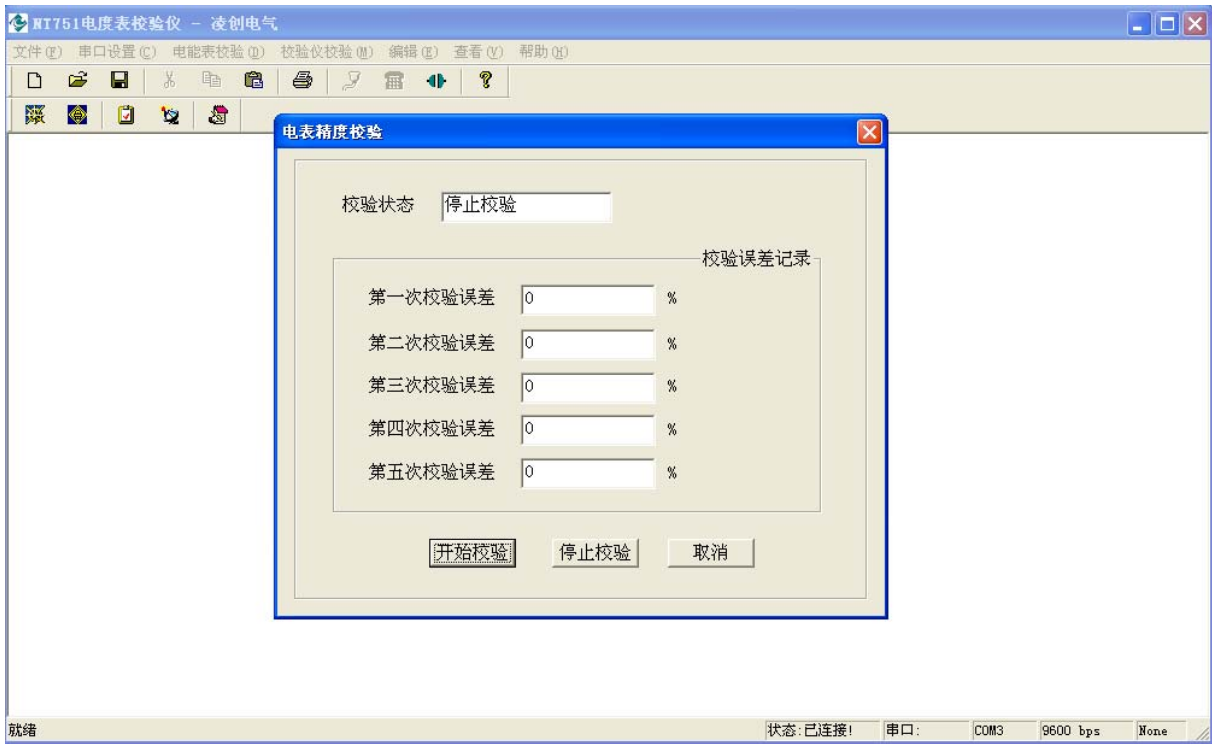 NT751电度表校验仪 - 凌创电气
文件(F) 串口设置(C) 电能表校验(D) 校验仪校验(M) 编辑(E) 查看(V) 帮助(H)
电表精度校验
校验状态 停止校验
校验误差记录
第一次校验误差 0 %
第二次校验误差 0 %
第三次校验误差 0 %
第四次校验误差 0 %
第五次校验误差 0 %
开始校验 停止校验 取消
就绪 状态:已连接! 串口: COM3 9600 bps None